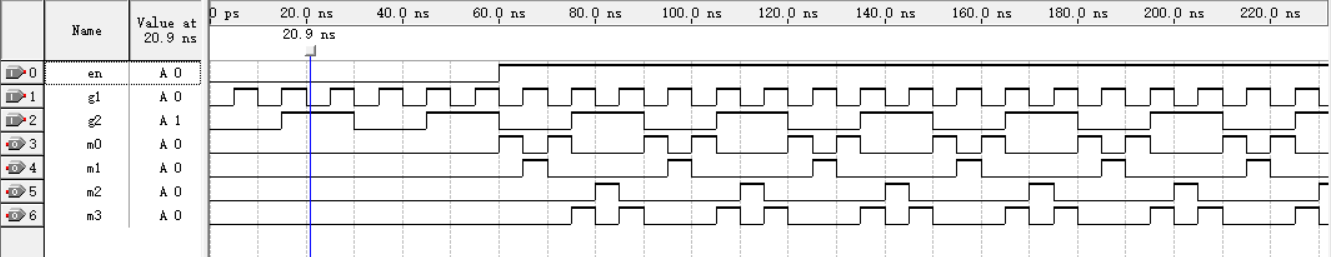 Name
Value at
20.9 ns
0 ps 20.0 ns 40.0 ns 60.0 ns 80.0 ns 100.0 ns 120.0 ns 140.0 ns 160.0 ns 180.0 ns 200.0 ns 220.0 ns
20.9 ns
0 en A 0
1 g1 A 0
2 g2 A 1
3 m0 A 0
4 m1 A 0
5 m2 A 0
6 m3 A 0